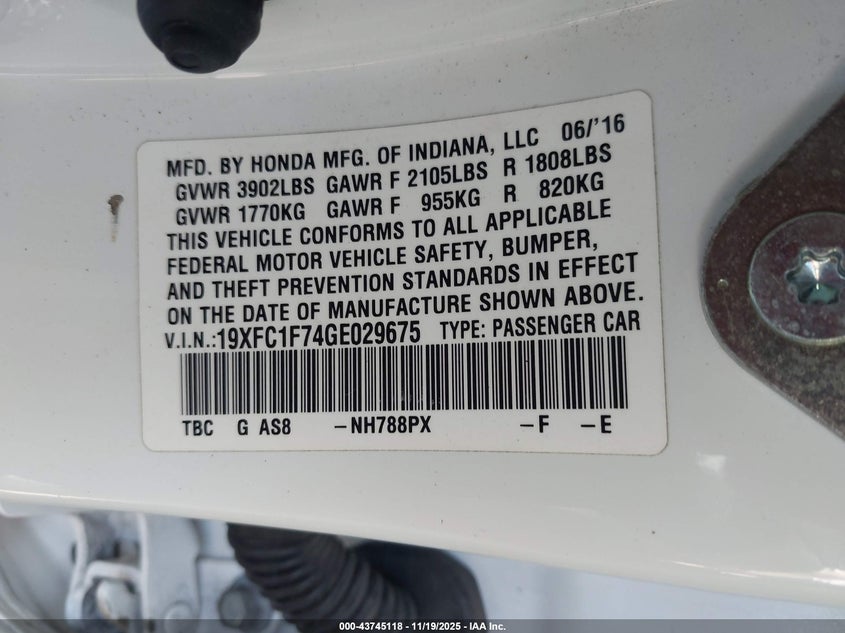 MFD. BY HONDA MFG. OF INDIANA, LLC 06/'16
GVWR 3902LBS GAWR F 2105LBS R 1808LBS
GVWR 1770KG GAWR F 955KG R 820KG
THIS VEHICLE CONFORMS TO ALL APPLICABLE
FEDERAL MOTOR VEHICLE SAFETY, BUMPER,
AND THEFT PREVENTION STANDARDS IN EFFECT
ON THE DATE OF MANUFACTURE SHOWN ABOVE.
V.I.N.:19XFC1F74GE029675 TYPE: PASSENGER CAR
TBC G AS8 -NH788PX -F -E
000-43745118 - 11/19/2025 - IAA Inc.